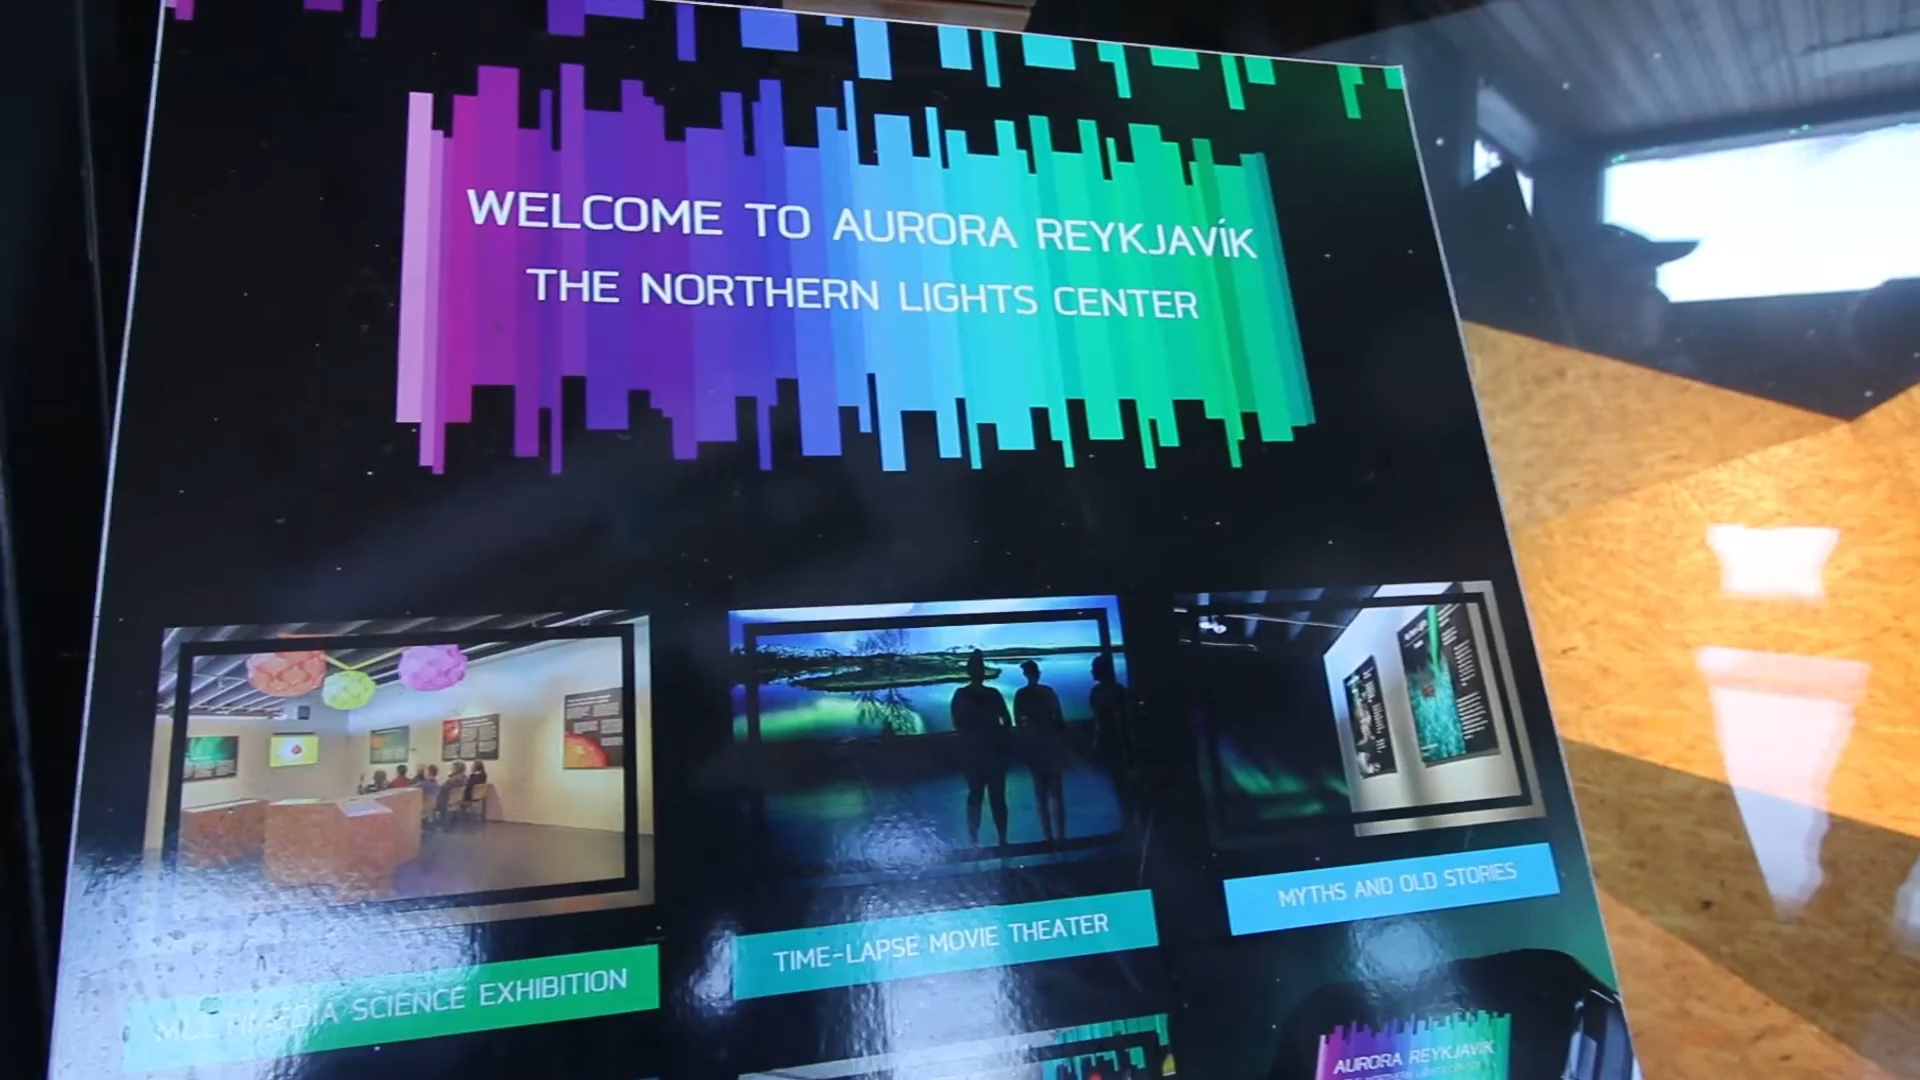 WELCOME TO AURORA REYKJAVÍK
THE NORTHERN LIGHTS CENTER
MULTIMEDIA SCIENCE EXHIBITION
TIME-LAPSE MOVIE THEATER
MYTHS AND OLD STORIES
AURORA REYKJAVÍK